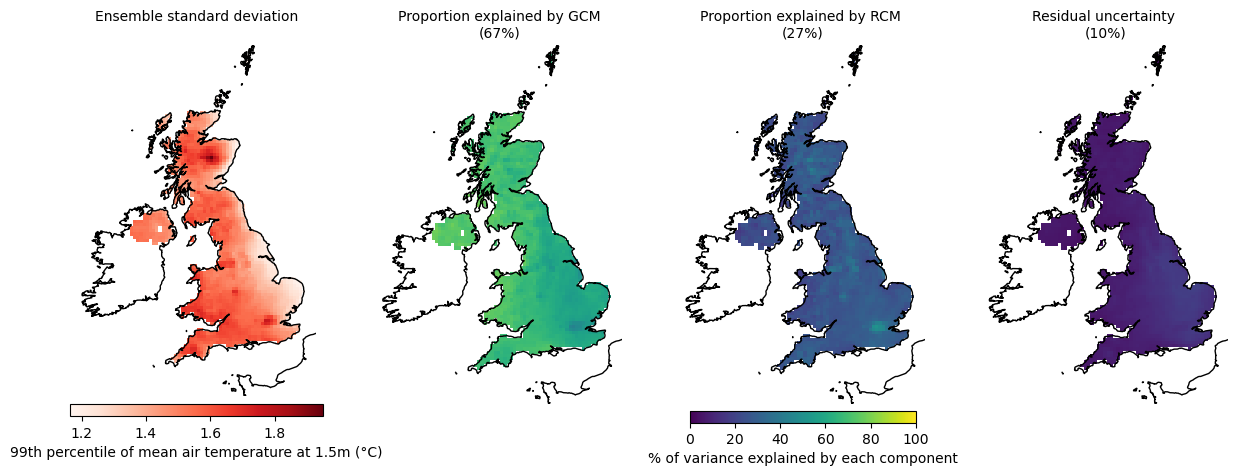 Ensemble standard deviation
Proportion explained by GCM
(67%)
Proportion explained by RCM
(27%)
Residual uncertainty
(10%)
1.2 1.4 1.6 1.8
99th percentile of mean air temperature at 1.5m (°C)
0 20 40 60 80 100
% of variance explained by each component